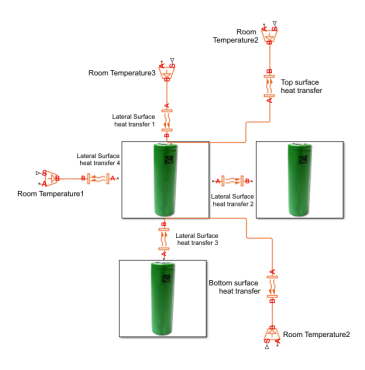 Room
Temperature2
B
S
A
Room Temperature3
A
S
B
B
A
Top surface
heat transfer
Lateral Surface
heat transfer 1
A
B
Lateral Surface
heat transfer 4
S
A
B
B
A
Room Temperature1
A
B
Lateral Surface
heat transfer 2
B
A
Lateral Surface
heat transfer 3
A
B
Bottom surface
heat transfer
B
S
A
Room Temperature2